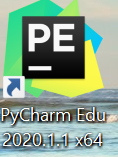 PE
PyCharm Edu
2020.1.1 x64